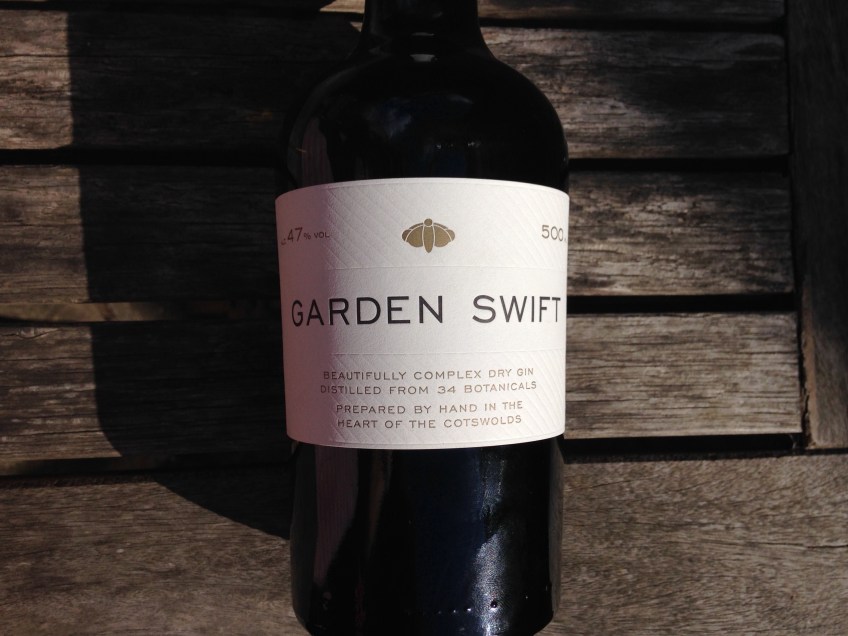 47% VOL
500
GARDEN SWIFT
BEAUTIFULLY COMPLEX DRY GIN
DISTILLED FROM 34 BOTANICALS
PREPARED BY HAND IN THE
HEART OF THE COTSWOLDS